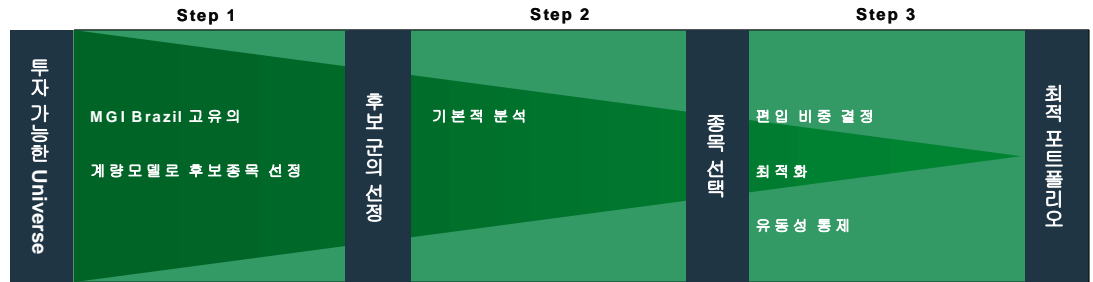 Step 1
Step 2
Step 3
투자 가능한 Universe
MGI Brazil 고유의
계량모델로 후보종목 선정
후보 군의 선정
기본적 분석
종목 선택
편입 비중 결정
최적화
유동성 통제
최적 포트폴리오